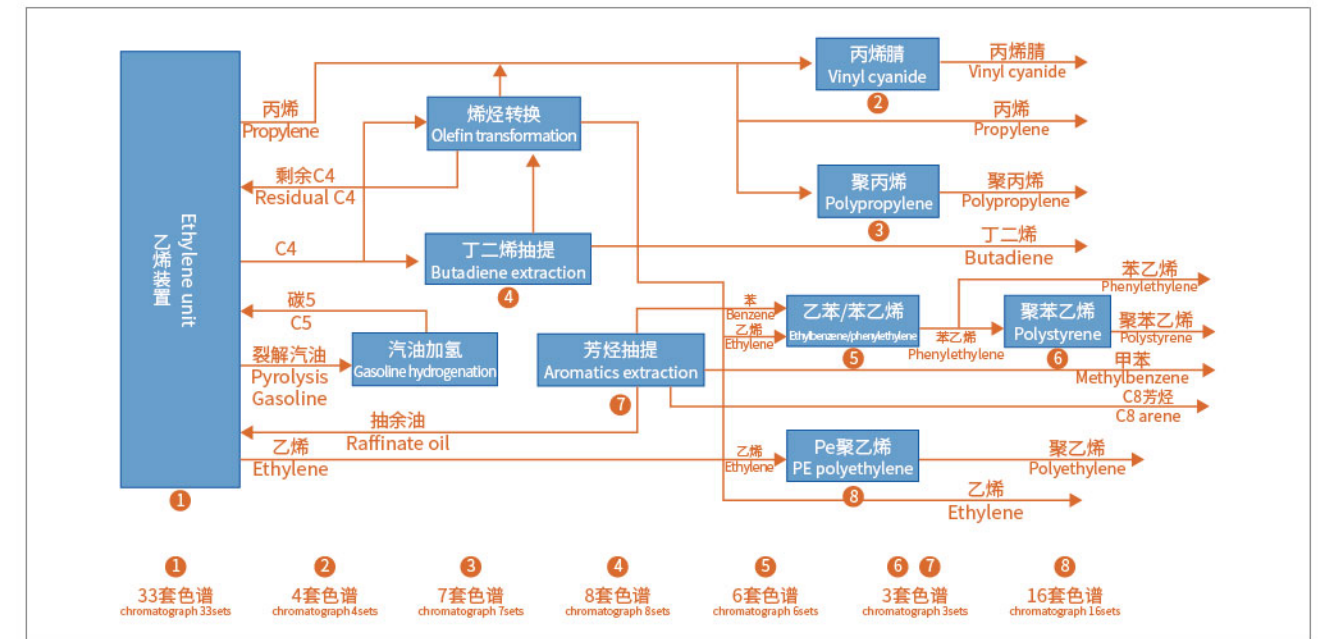 丙烯
Propylene
剩余C4
Residual C4
C4
碳5
C5
裂解汽油
Pyrolysis
Gasoline
抽余油
Raffinate oil
乙烯
Ethylene
Ethylene unit
乙烯装置
1
烯烃转换
Olefin transformation
丁二烯抽提
Butadiene extraction
4
汽油加氢
Gasoline hydrogenation
芳烃抽提
Aromatics extraction
7
丙烯腈
Vinyl cyanide
2
丙烯腈
Vinyl cyanide
丙烯
Propylene
聚丙烯
Polypropylene
3
聚丙烯
Polypropylene
丁二烯
Butadiene
苯
Benzene
乙烯
Ethylene
乙苯/苯乙烯
Ethylbenzene/phenylethylene
5
苯乙烯
Phenylethylene
苯乙烯
Phenylethylene
聚苯乙烯
Polystyrene
6
聚苯乙烯
Polystyrene
甲苯
Methylbenzene
C8芳烃
C8 arene
乙烯
Ethylene
Pe聚乙烯
PE polyethylene
8
聚乙烯
Polyethylene
乙烯
Ethylene
1
33套色谱
chromatograph 33sets
2
4套色谱
chromatograph 4sets
3
7套色谱
chromatograph 7sets
4
8套色谱
chromatograph 8sets
5
6套色谱
chromatograph 6sets
6 7
3套色谱
chromatograph 3sets
8
16套色谱
chromatograph 16sets